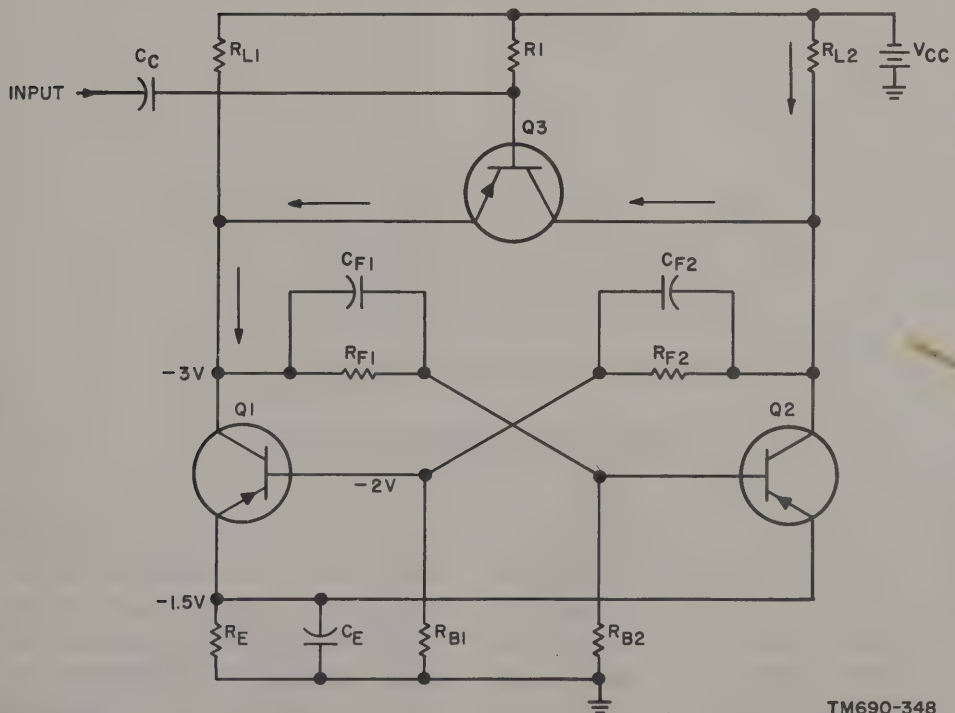 RL1
R1
RL2
VCC
CC
INPUT
Q3
CF1
CF2
RF1
RF2
-3V
Q1
Q2
-2V
-1.5V
RE
CE
RB1
RB2
TM690-348